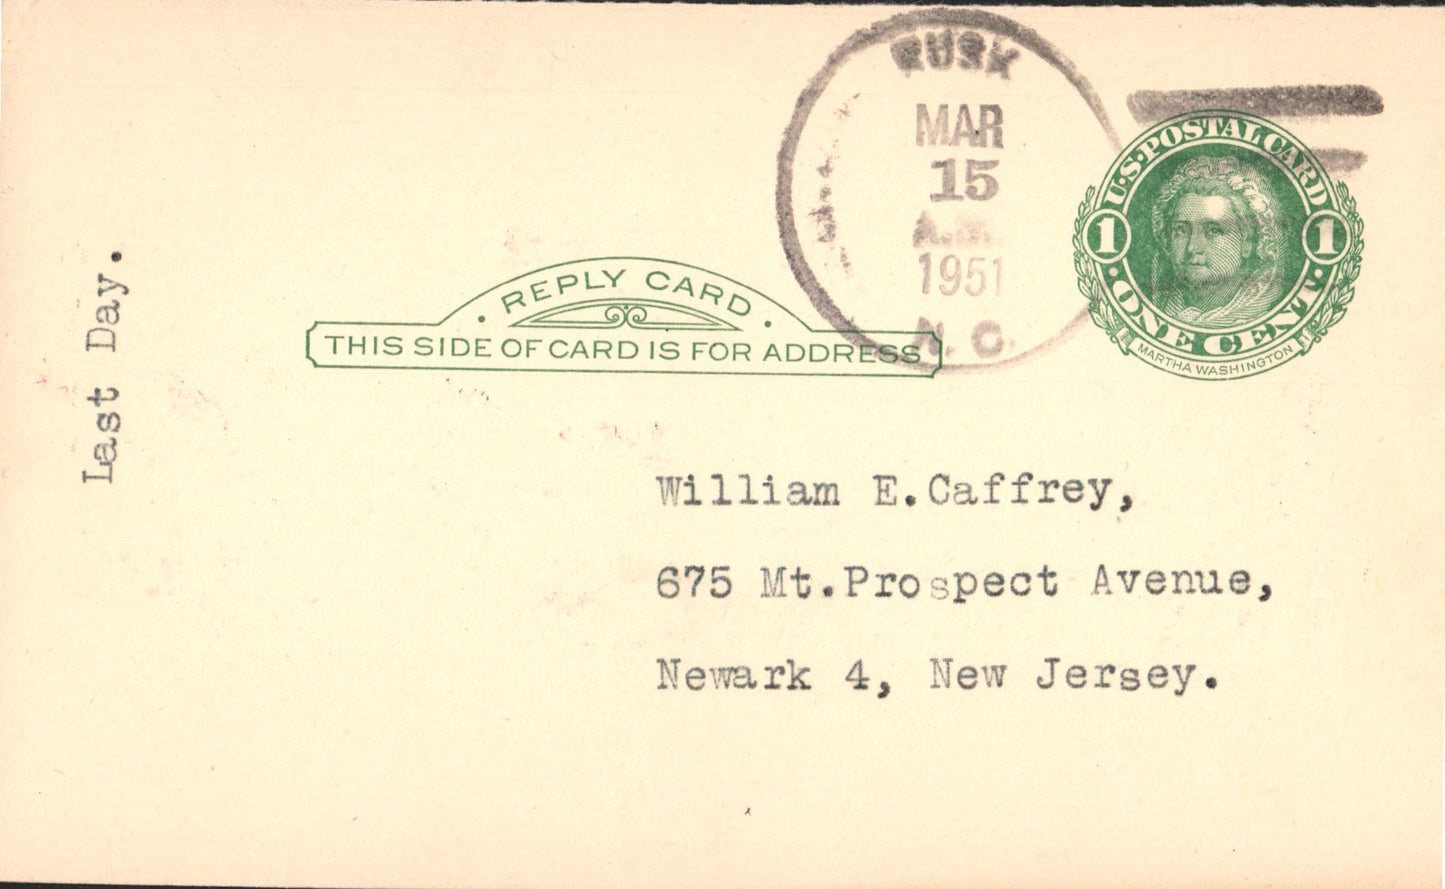 RUSK
MAR
15
A.M.
1951
N. C.
U·S·POSTAL CARD
1 1
·ONE CENT·
MARTHA WASHINGTON
· REPLY CARD ·
THIS SIDE OF CARD IS FOR ADDRESS
Last Day.
William E.Caffrey,
675 Mt.Prospect Avenue,
Newark 4, New Jersey.